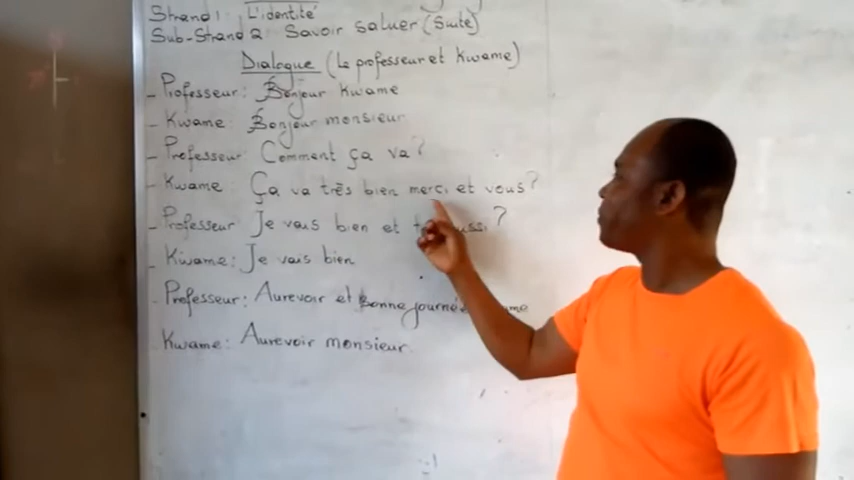 Strand 1: L'identité
Sub-Strand 2: Savoir saluer (Suite)
Dialogue (Le professeur et Kwame)
- Professeur: Bonjour Kwame
- Kwame: Bonjour monsieur
- Professeur: Comment ça va?
- Kwame Ça va très bien merci et vous?
- Professeur Je vais bien et ?
- Kwame: Je vais bien
Professeur: Aurevoir et Bonne journée
Kwame: Aurevoir monsieur